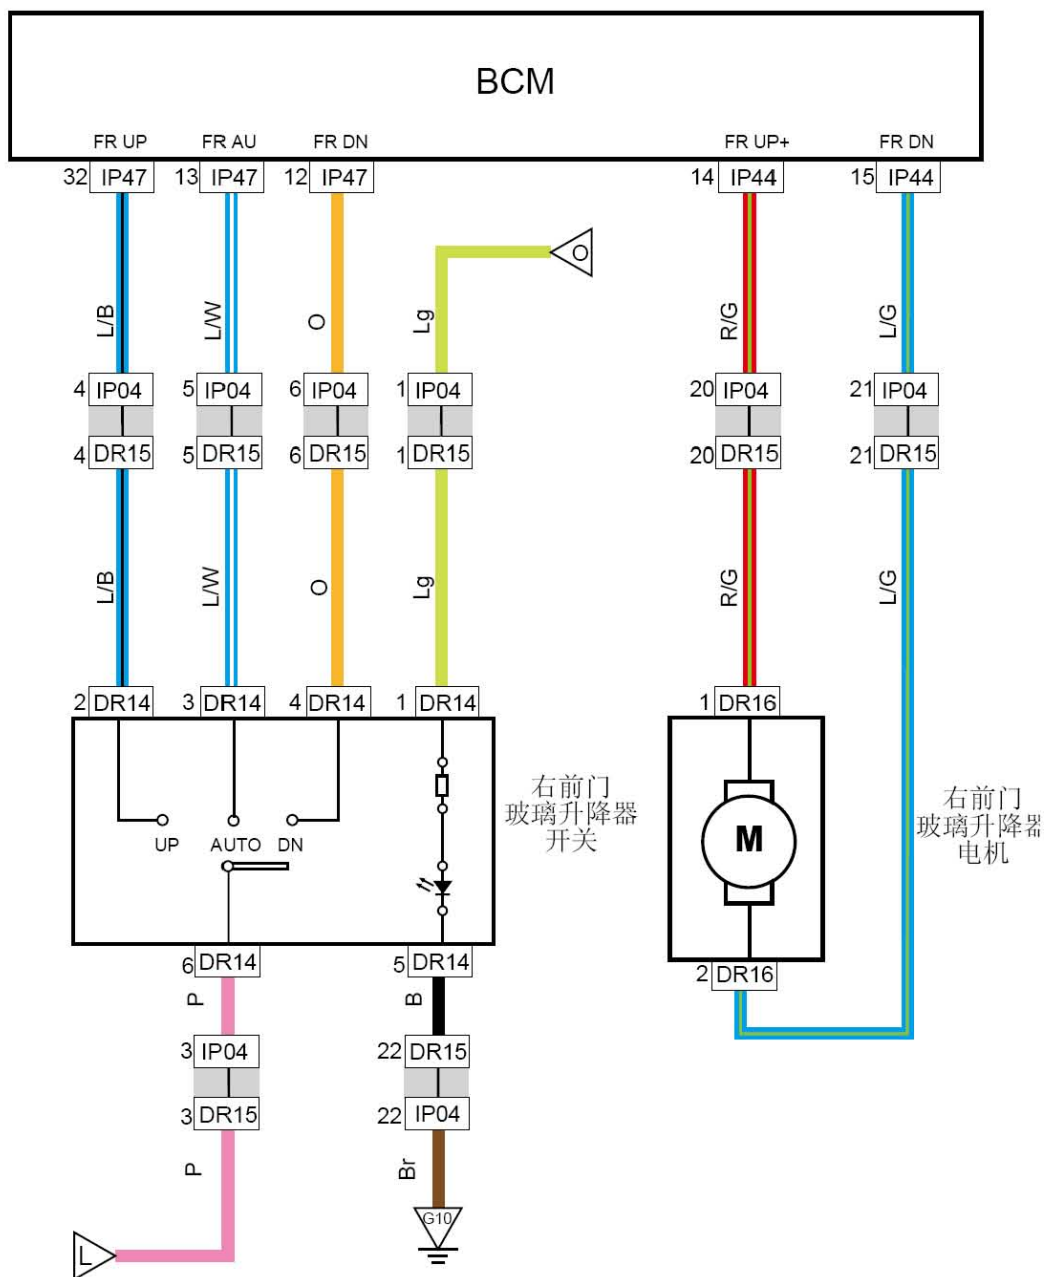 BCM
FR UP FR AU FR DN FR UP+ FR DN
32 IP47 13 IP47 12 IP47 14 IP44 15 IP44
O
L/B L/W O Lg R/G L/G
4 IP04 5 IP04 6 IP04 1 IP04 20 IP04 21 IP04
4 DR15 5 DR15 6 DR15 1 DR15 20 DR15 21 DR15
L/B L/W O Lg R/G L/G
2 DR14 3 DR14 4 DR14 1 DR14 1 DR16
右前门
玻璃升降器
开关
右前门
玻璃升降器
电机
UP AUTO DN
M
6 DR14 5 DR14 2 DR16
P B
3 IP04 22 DR15
3 DR15 22 IP04
P Br
G10
L